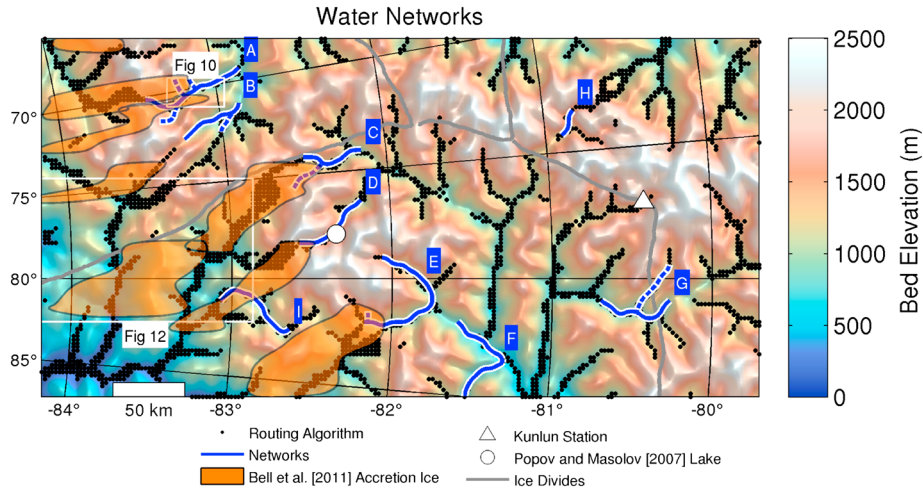 Water Networks
A
Fig 10
B
H
C
D
E
G
I
F
Fig 12
70°
75°
80°
85°
-84°
50 km
-83°
-82°
-81°
-80°
2500
2000
1500
1000
500
0
Bed Elevation (m)
Routing Algorithm
Networks
Bell et al. [2011] Accretion Ice
Kunlun Station
Popov and Masolov [2007] Lake
Ice Divides